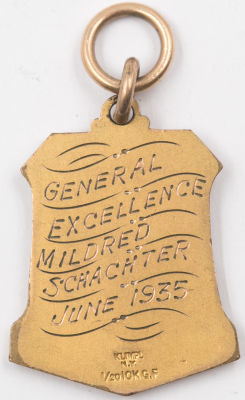 GENERAL
EXCELLENCE
MILDRED
SCHACHTER
JUNE 1935
N.Y
1/20 10K G.F